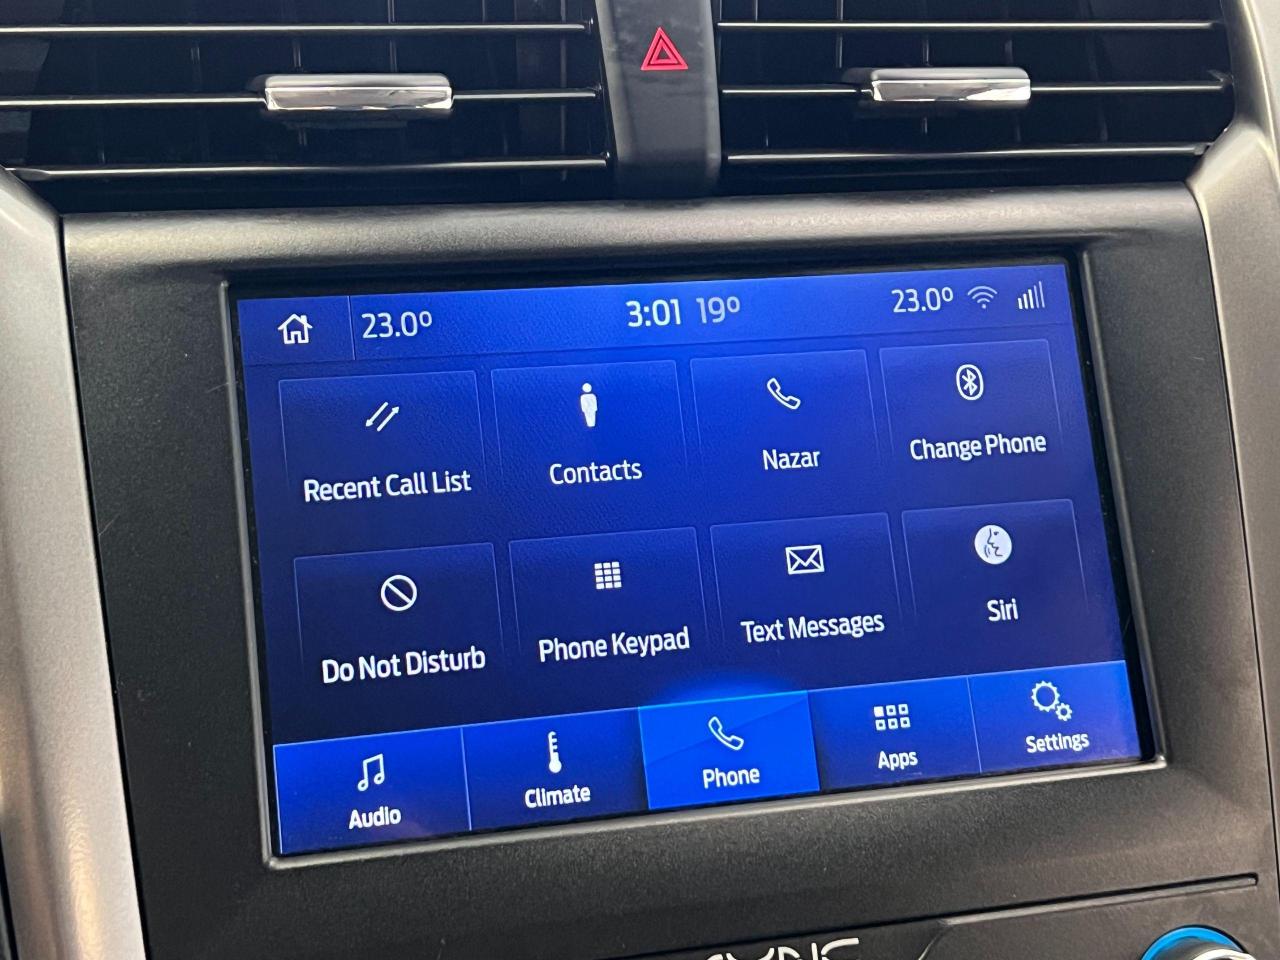 23.0° 3:01 19° 23.0°
Recent Call List Contacts Nazar Change Phone
Do Not Disturb Phone Keypad Text Messages Siri
Audio Climate Phone Apps Settings
SYNC